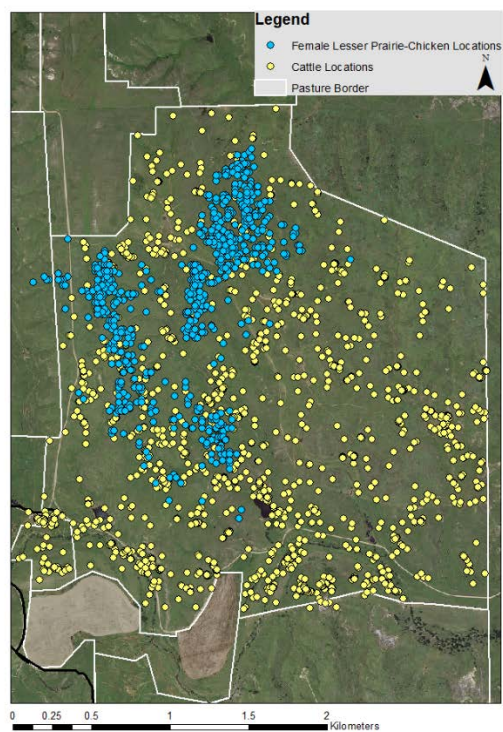 Legend
Female Lesser Prairie-Chicken Locations
Cattle Locations
Pasture Border
N
0 0.25 0.5 1 1.5 2
Kilometers